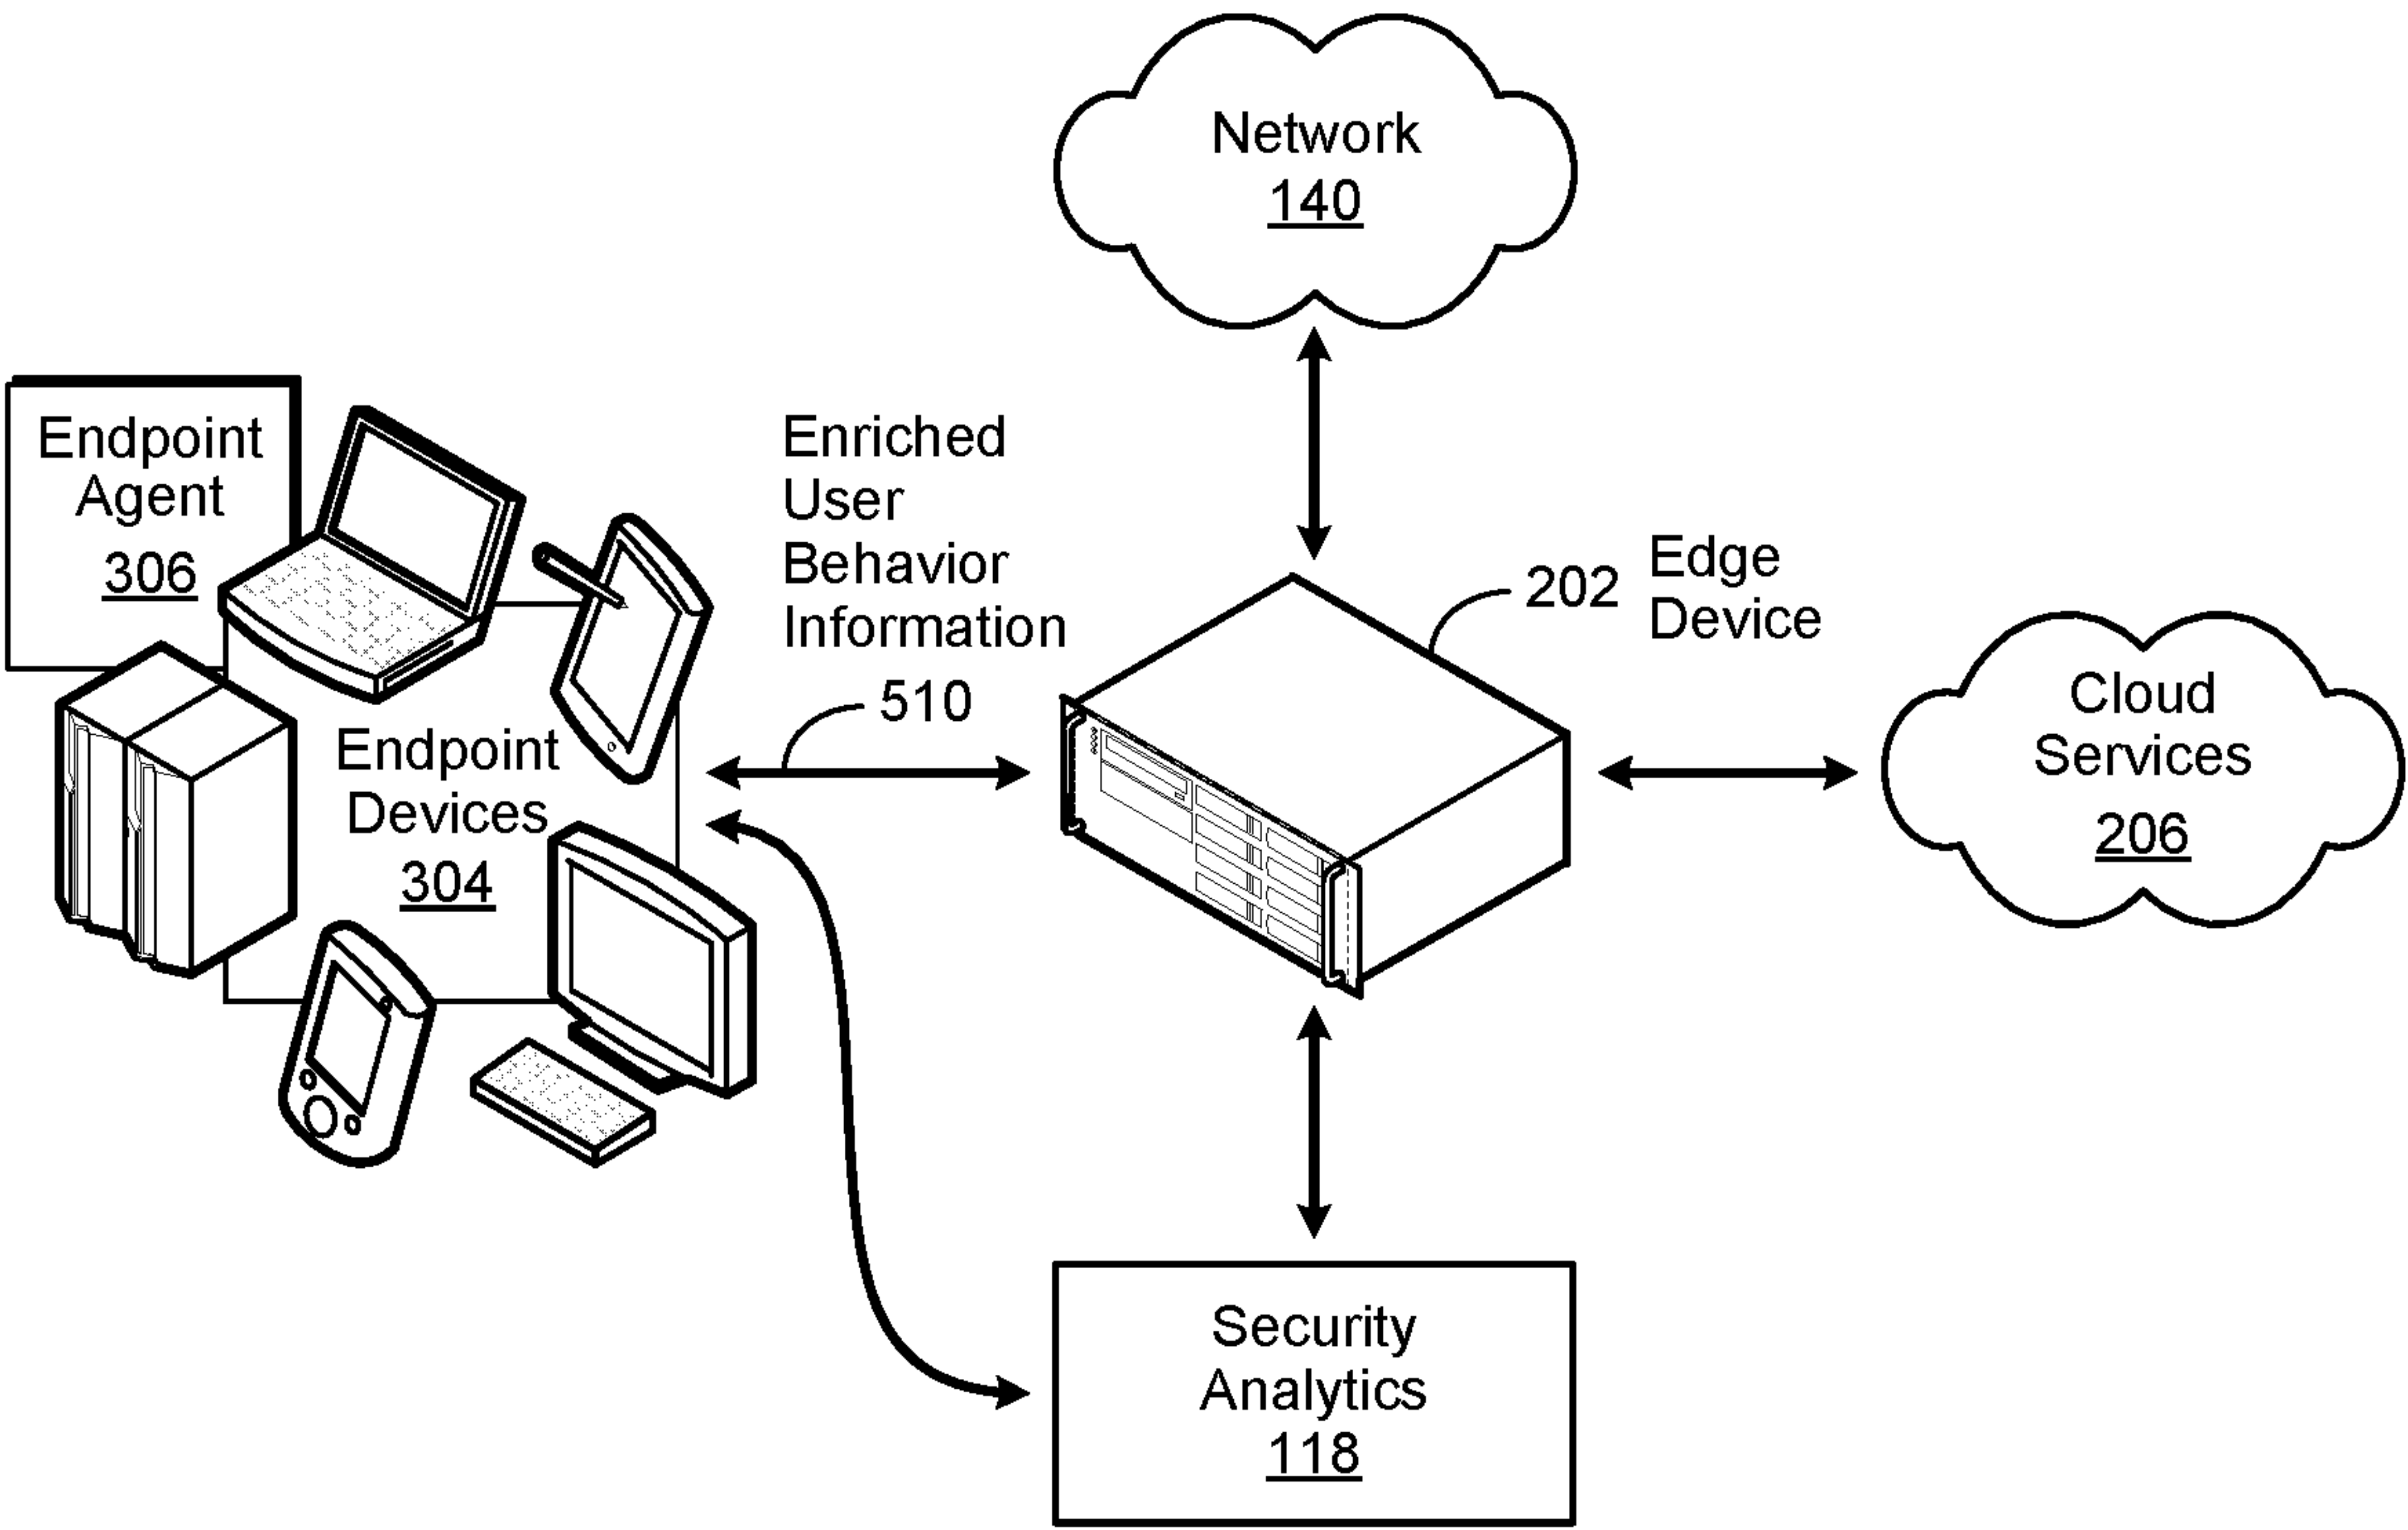 Network
140
Endpoint
Agent
306
Enriched
User
Behavior
Information
510
202
Edge
Device
Endpoint
Devices
304
Cloud
Services
206
Security
Analytics
118